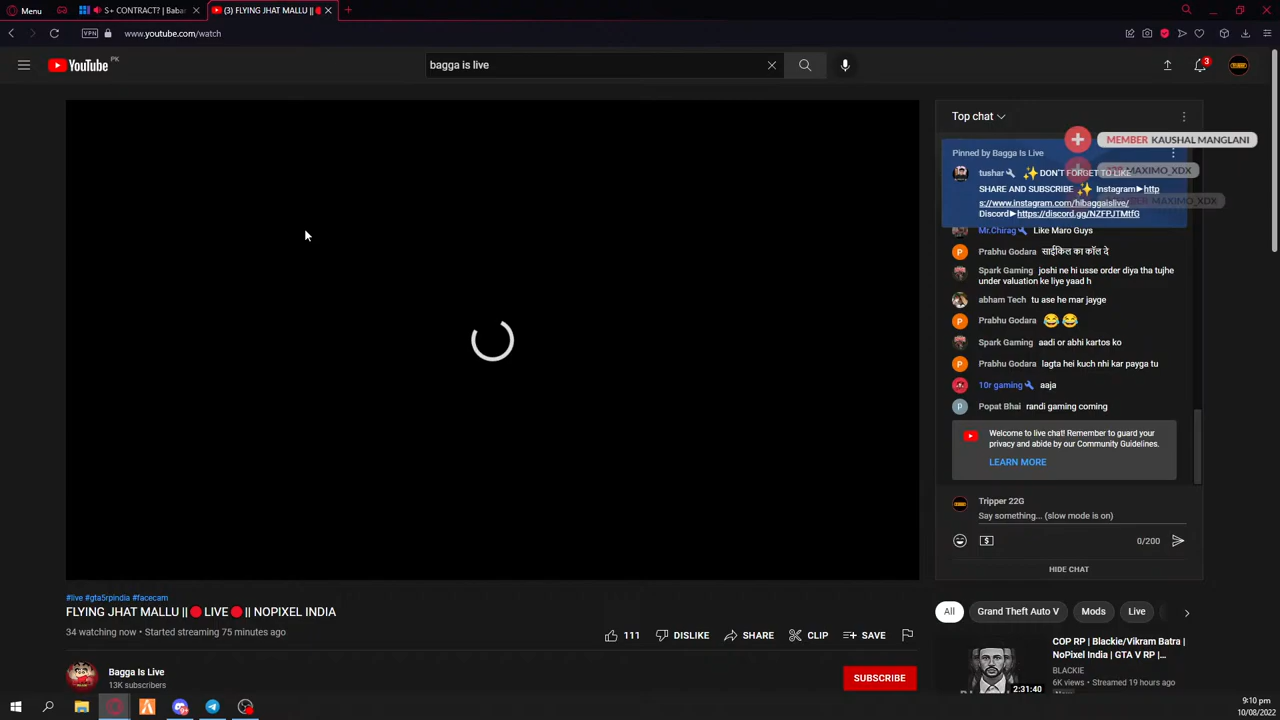 Menu
S+ CONTRACT? | Babar
(3) FLYING JHAT MALLU ||
VPN
www.youtube.com/watch
YouTube PK
bagga is live
3
Top chat
MEMBER KAUSHAL MANGLANI
Pinned by Bagga Is Live
MAXIMO_XDX
tushar ✨DON'T FORGET TO LIKE
SHARE AND SUBSCRIBE ✨ Instagram►http
s://www.instagram.com/hibaggaislive/
MAXIMO_XDX
Discord►https://discord.gg/NZFPJTMtfG
Mr.Chirag Like Maro Guys
P Prabhu Godara साईकिल का कॉल दे
Spark Gaming joshi ne hi usse order diya tha tujhe
under valuation ke liye yaad h
abham Tech tu ase he mar jayge
P Prabhu Godara 😂 😂
Spark Gaming aadi or abhi kartos ko
P Prabhu Godara lagta hei kuch nhi kar payga tu
10r gaming aaja
P Popat Bhai randi gaming coming
Welcome to live chat! Remember to guard your
privacy and abide by our Community Guidelines.
LEARN MORE
Tripper 22G
Say something... (slow mode is on)
0/200
HIDE CHAT
#live #gta5rpindia #facecam
FLYING JHAT MALLU ||🔴LIVE🔴|| NOPIXEL INDIA
34 watching now • Started streaming 75 minutes ago
111
DISLIKE
SHARE
CLIP
SAVE
Bagga Is Live
13K subscribers
SUBSCRIBE
All
Grand Theft Auto V
Mods
Live
COP RP | Blackie/Vikram Batra |
NoPixel India | GTA V RP |...
BLACKIE
6K views • Streamed 19 hours ago
2:31:40
New
9:10 pm
10/08/2022